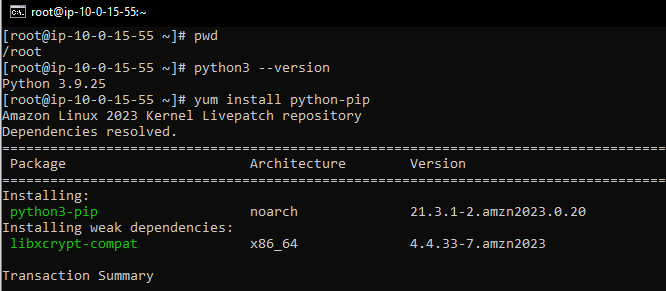 root@ip-10-0-15-55:~
[root@ip-10-0-15-55 ~]# pwd
/root
[root@ip-10-0-15-55 ~]# python3 --version
Python 3.9.25
[root@ip-10-0-15-55 ~]# yum install python-pip
Amazon Linux 2023 Kernel Livepatch repository
Dependencies resolved.
================================================================================
Package Architecture Version
================================================================================
Installing:
python3-pip noarch 21.3.1-2.amzn2023.0.20
Installing weak dependencies:
libxcrypt-compat x86_64 4.4.33-7.amzn2023
Transaction Summary